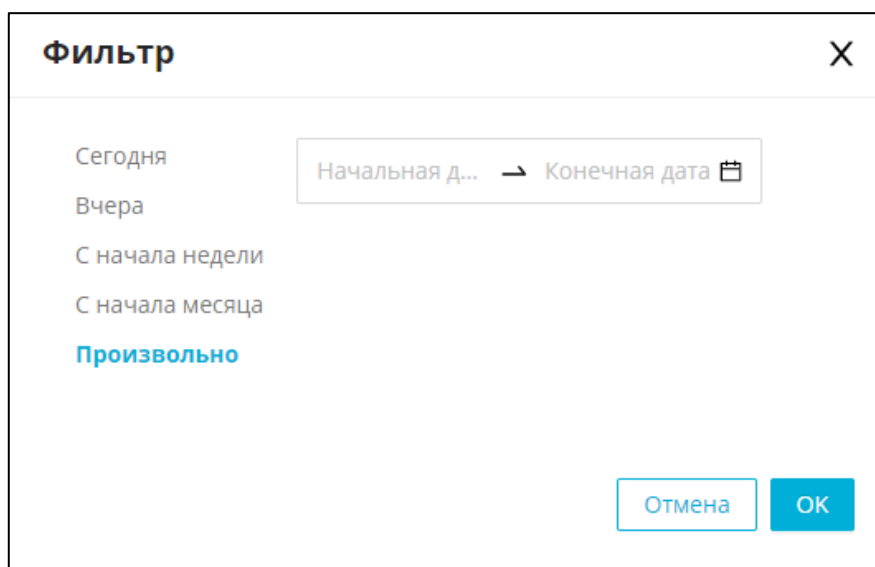 Фильтр
Сегодня
Начальная д... Конечная дата
Вчера
С начала недели
С начала месяца
Произвольно
Отмена
OK